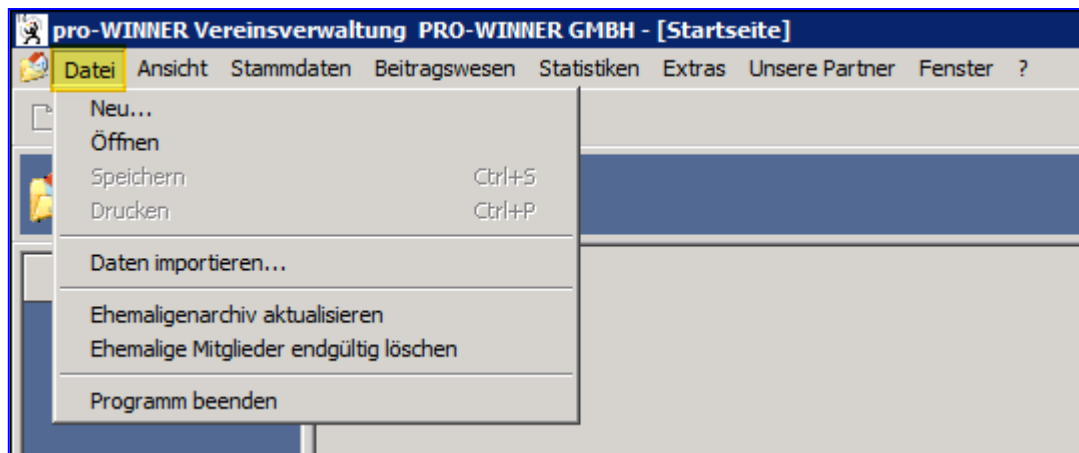 pro-WINNER Vereinsverwaltung PRO-WINNER GMBH - [Startseite]
Datei Ansicht Stammdaten Beitragswesen Statistiken Extras Unsere Partner Fenster ?
Neu...
Öffnen
Speichern Ctrl+S
Drucken Ctrl+P
Daten importieren...
Ehemaligenarchiv aktualisieren
Ehemalige Mitglieder endgültig löschen
Programm beenden